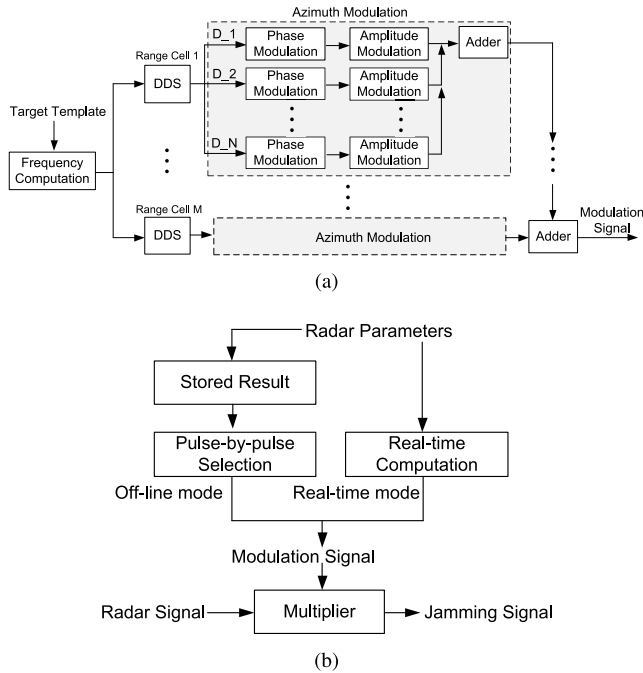 Azimuth Modulation
Range Cell 1
DDS
D_1
Phase
Modulation
Amplitude
Modulation
Adder
D_2
Phase
Modulation
Amplitude
Modulation
D_N
Phase
Modulation
Amplitude
Modulation
Target Template
Frequency
Computation
Range Cell M
DDS
Azimuth Modulation
Adder
Modulation
Signal
(a)
Radar Parameters
Stored Result
Pulse-by-pulse
Selection
Real-time
Computation
Off-line mode
Real-time mode
Modulation Signal
Radar Signal
Multiplier
Jamming Signal
(b)